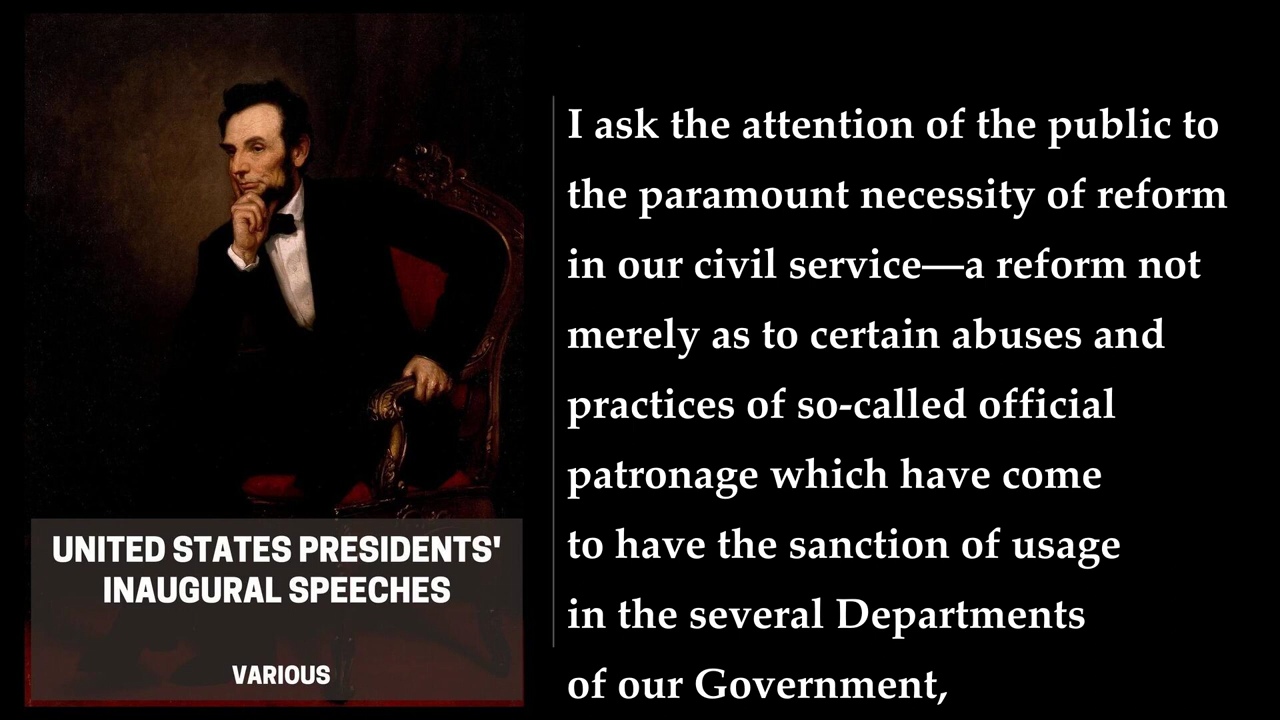 UNITED STATES PRESIDENTS'
INAUGURAL SPEECHES
VARIOUS
I ask the attention of the public to
the paramount necessity of reform
in our civil service—a reform not
merely as to certain abuses and
practices of so-called official
patronage which have come
to have the sanction of usage
in the several Departments
of our Government,